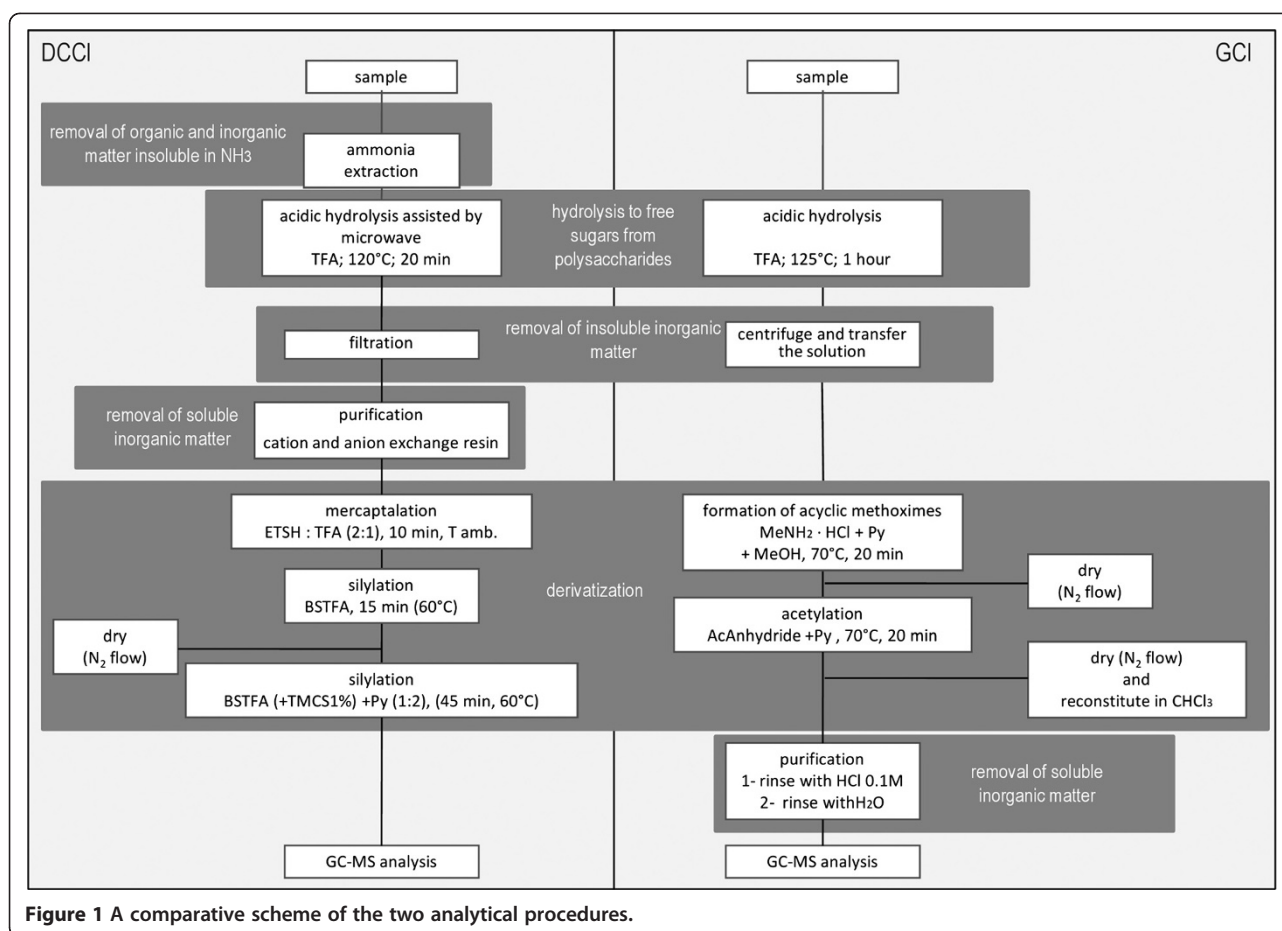 DCCI
GCI
sample
sample
removal of organic and inorganic
matter insoluble in NH3
ammonia
extraction
acidic hydrolysis assisted by
microwave
TFA; 120°C; 20 min
hydrolysis to free
sugars from
polysaccharides
acidic hydrolysis
TFA; 125°C; 1 hour
filtration
removal of insoluble inorganic
matter
centrifuge and transfer
the solution
removal of soluble
inorganic matter
purification
cation and anion exchange resin
mercaptalation
ETSH : TFA (2:1), 10 min, T amb.
formation of acyclic methoximes
MeNH₂ · HCl + Py
+ MeOH, 70°C, 20 min
silylation
BSTFA, 15 min (60°C)
derivatization
dry
(N₂ flow)
acetylation
AcAnhydride +Py , 70°C, 20 min
dry
(N₂ flow)
silylation
BSTFA (+TMCS1%) +Py (1:2), (45 min, 60°C)
dry (N₂ flow)
and
reconstitute in CHCl₃
purification
1- rinse with HCl 0.1M
2- rinse withH₂O
removal of soluble
inorganic matter
GC-MS analysis
GC-MS analysis
Figure 1 A comparative scheme of the two analytical procedures.